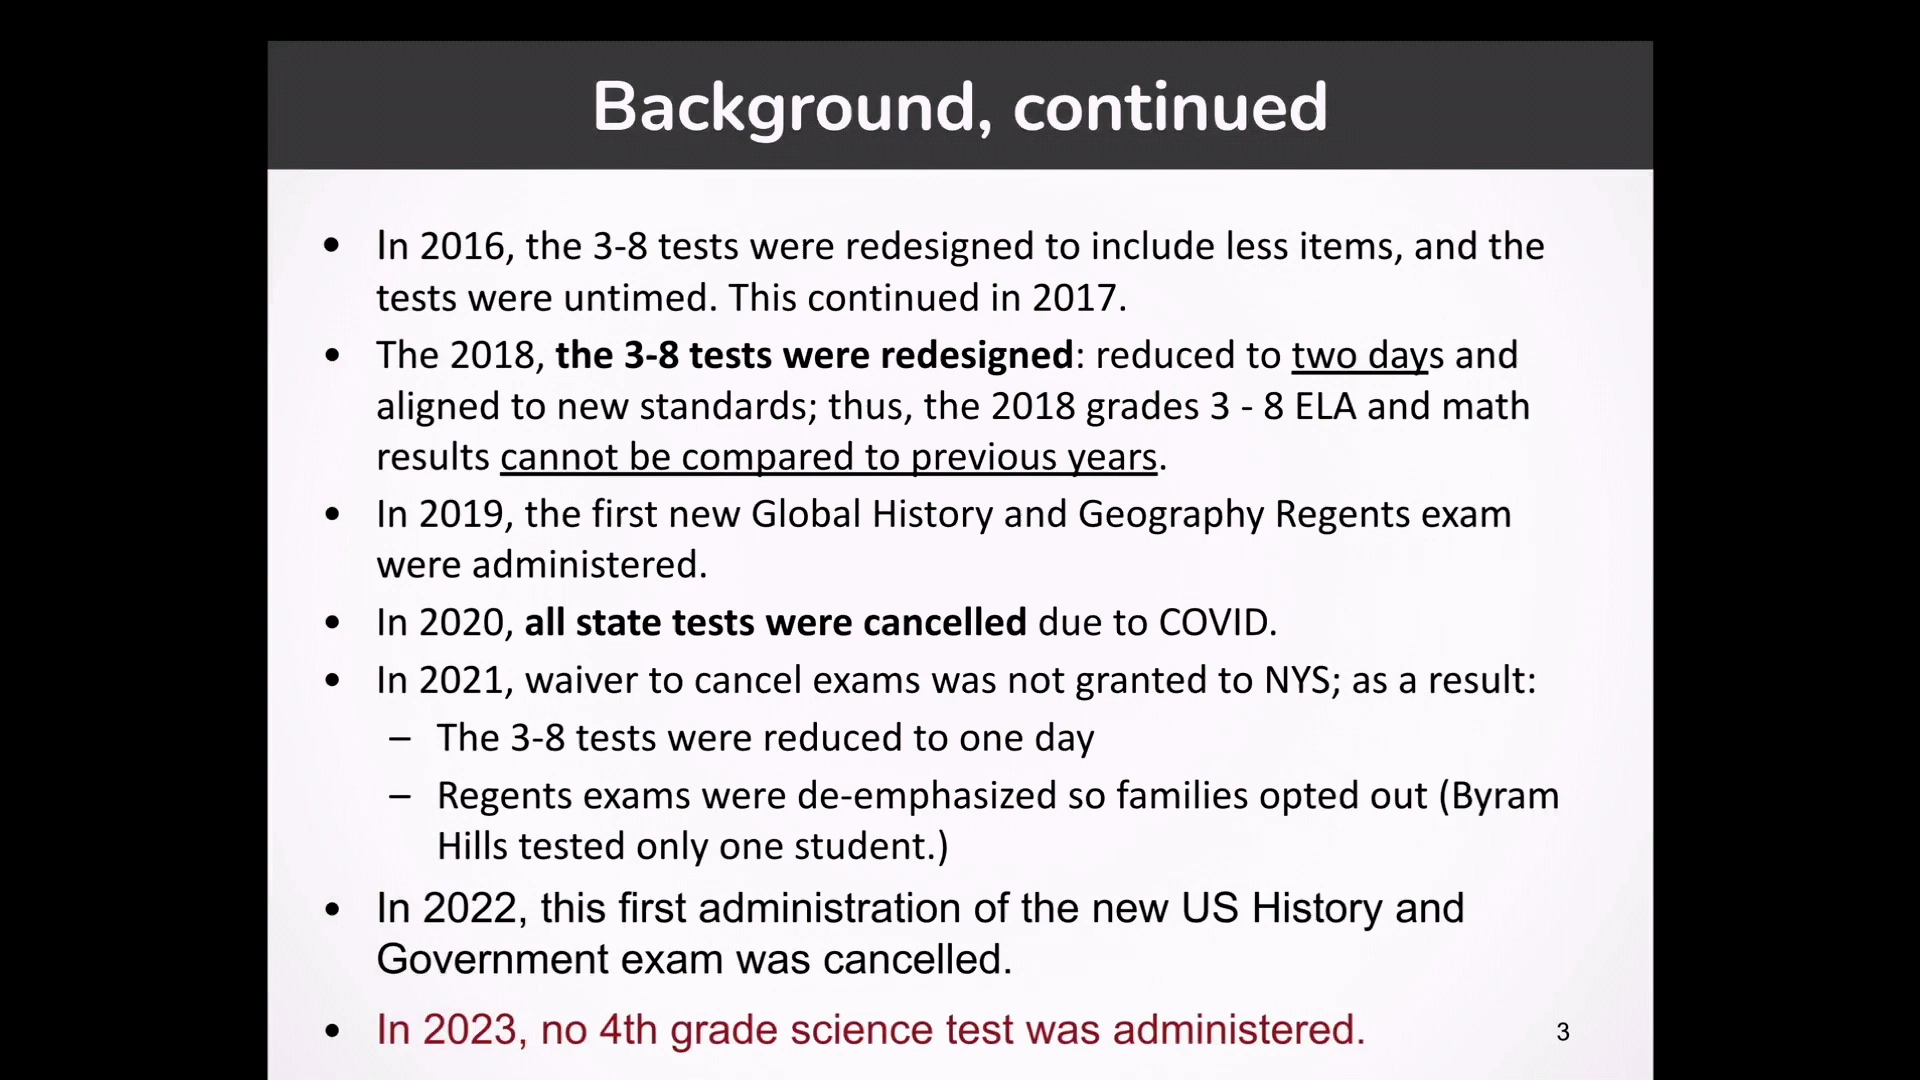 Background, continued
• In 2016, the 3-8 tests were redesigned to include less items, and the
tests were untimed. This continued in 2017.
• The 2018, the 3-8 tests were redesigned: reduced to two days and
aligned to new standards; thus, the 2018 grades 3 - 8 ELA and math
results cannot be compared to previous years.
• In 2019, the first new Global History and Geography Regents exam
were administered.
• In 2020, all state tests were cancelled due to COVID.
• In 2021, waiver to cancel exams was not granted to NYS; as a result:
– The 3-8 tests were reduced to one day
– Regents exams were de-emphasized so families opted out (Byram
Hills tested only one student.)
• In 2022, this first administration of the new US History and
Government exam was cancelled.
• In 2023, no 4th grade science test was administered.
3